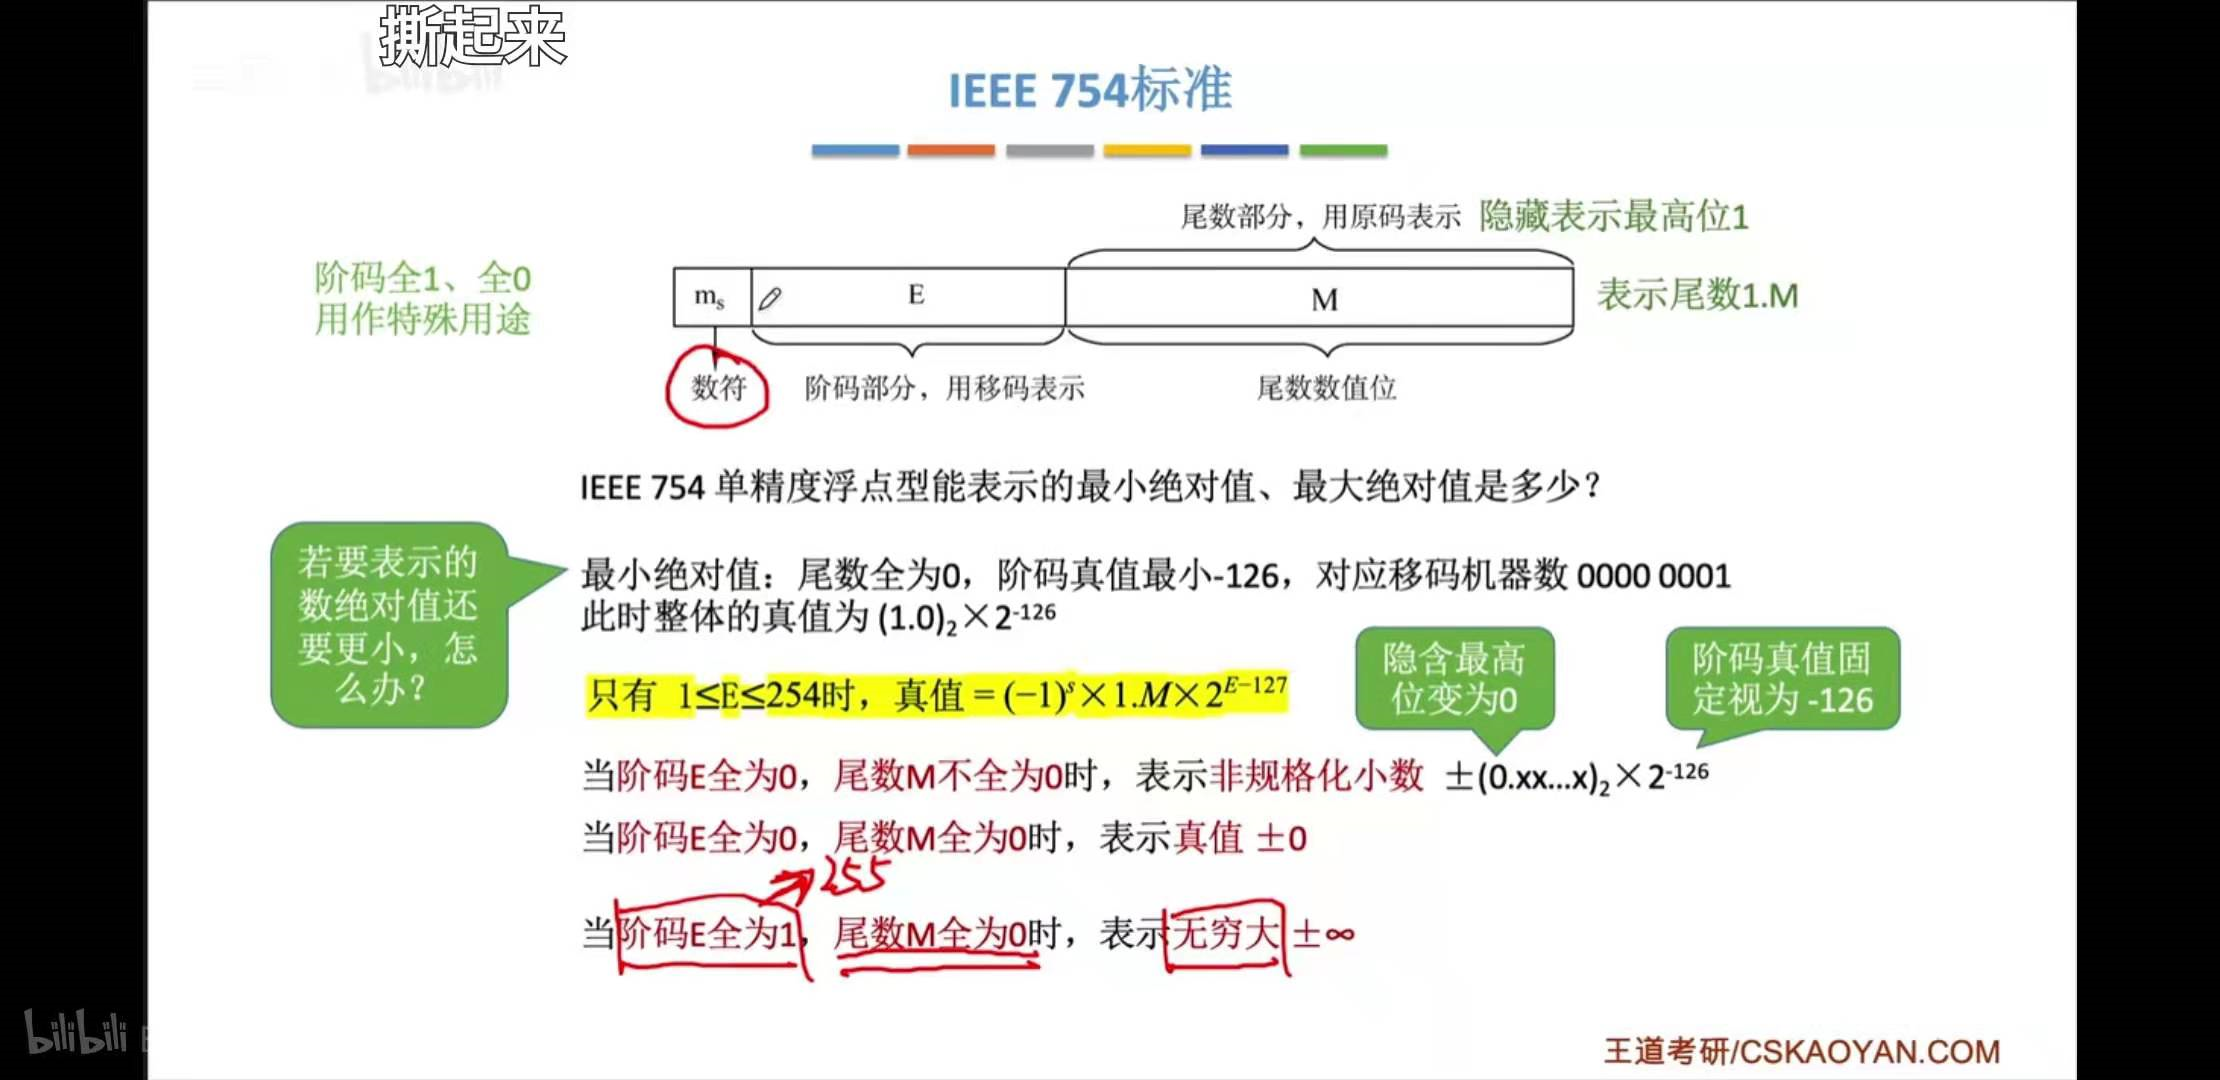 撕起来
IEEE 754标准
尾数部分，用原码表示 隐藏表示最高位1
阶码全1、全0
用作特殊用途
mₛ E M
表示尾数1.M
数符 阶码部分，用移码表示 尾数数值位
IEEE 754 单精度浮点型能表示的最小绝对值、最大绝对值是多少？
若要表示的
数绝对值还
要更小，怎
么办？
最小绝对值：尾数全为0，阶码真值最小-126，对应移码机器数 0000 0001
此时整体的真值为 (1.0)₂×2⁻¹²⁶
只有 1≤E≤254时，真值 = (−1)ˢ×1.M×2ᴱ⁻¹²⁷
隐含最高
位变为0
阶码真值固
定视为 -126
当阶码E全为0，尾数M不全为0时，表示非规格化小数 ±(0.xx...x)₂×2⁻¹²⁶
当阶码E全为0，尾数M全为0时，表示真值 ±0
255
当阶码E全为1，尾数M全为0时，表示无穷大 ±∞
bilibili
王道考研/CSKAOYAN.COM